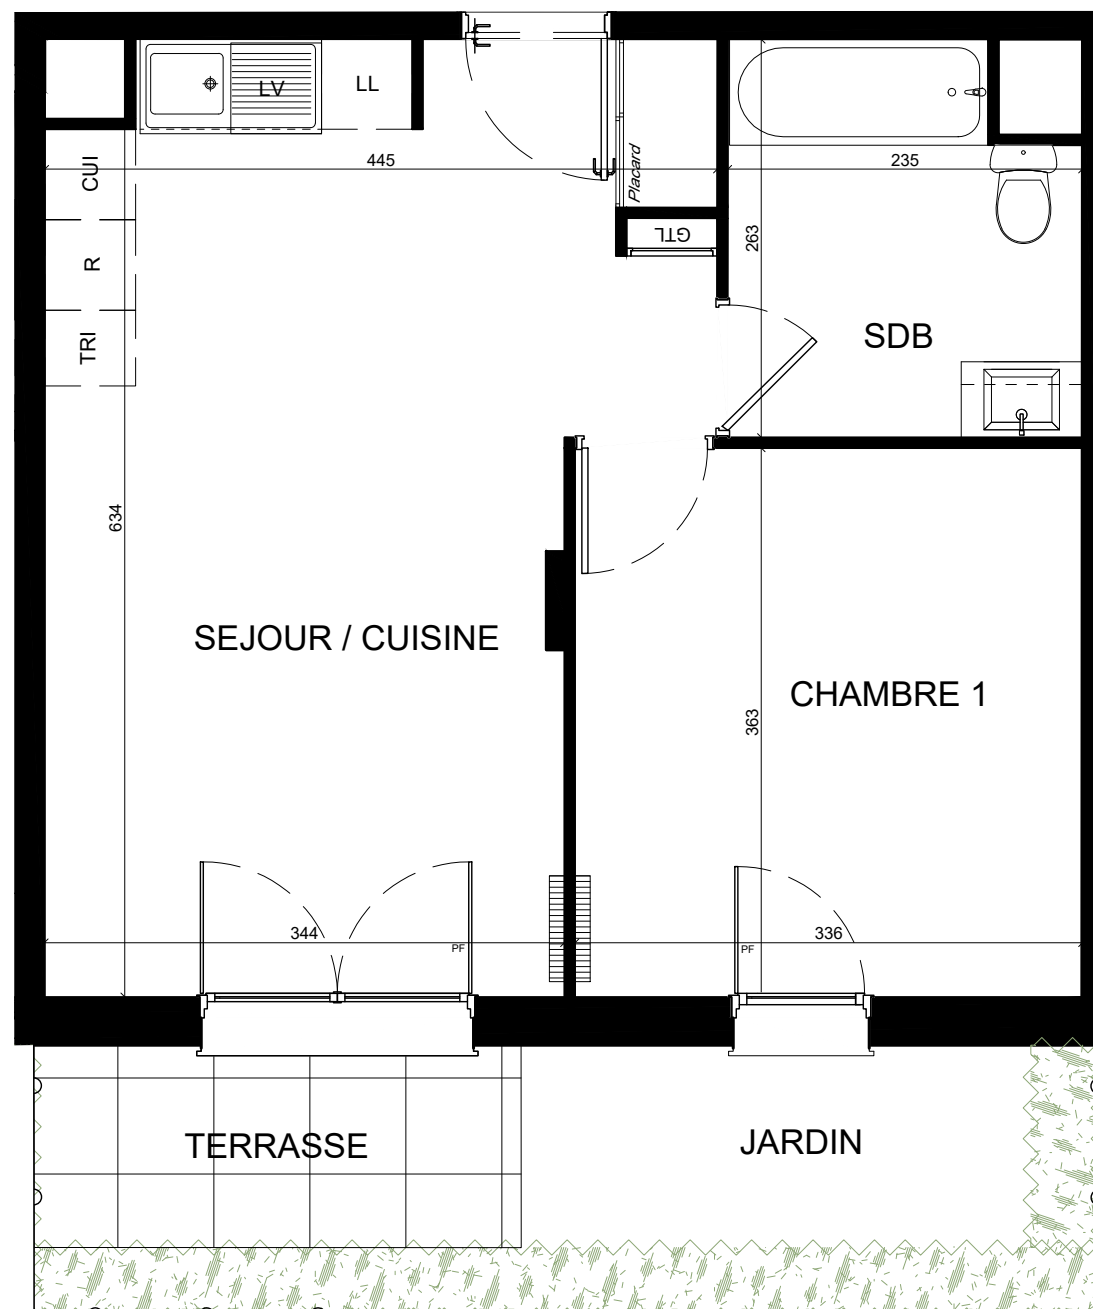 LV
LL
CUI
445
Placard
235
R
GTL
263
TRI
SDB
634
SEJOUR / CUISINE
CHAMBRE 1
363
344
PF
336
PF
TERRASSE
JARDIN